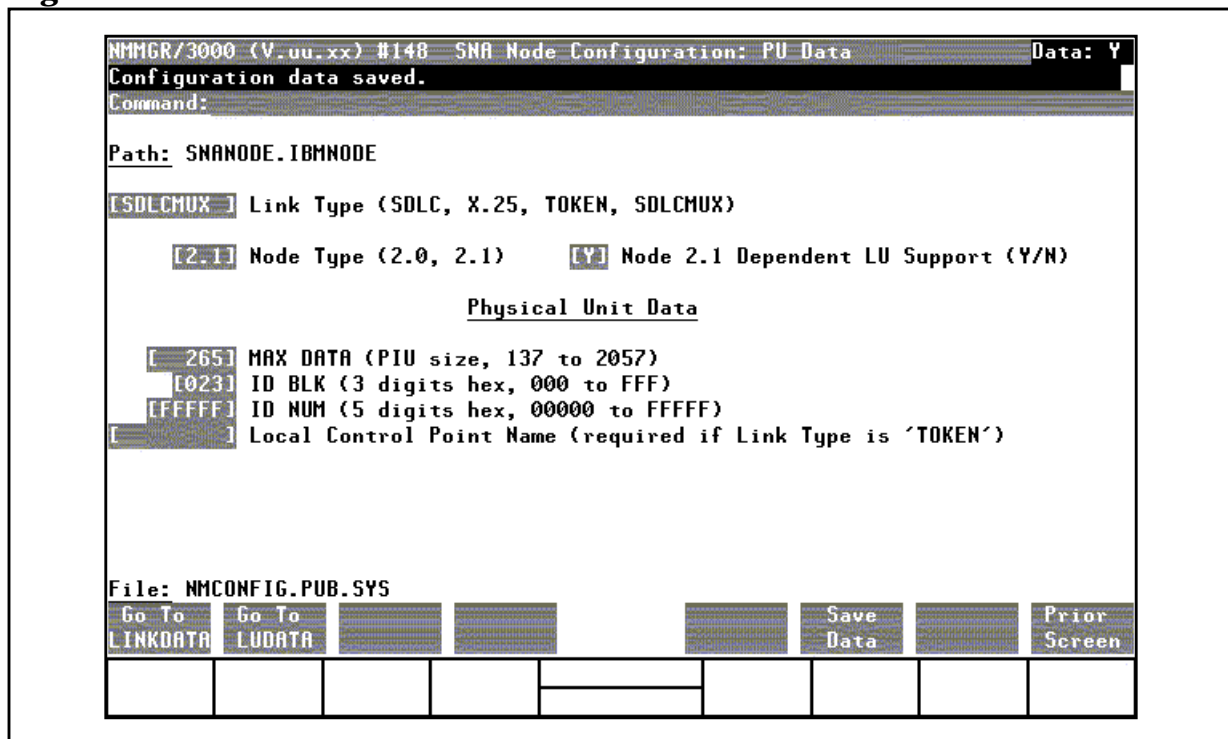 NMMGR/3000 (V.uu.xx) #148 SNA Node Configuration: PU Data Data: Y
Configuration data saved.
Command:
Path: SNANODE.IBMNODE
[SDLCMUX ] Link Type (SDLC, X.25, TOKEN, SDLCMUX)
[2.1] Node Type (2.0, 2.1) [Y] Node 2.1 Dependent LU Support (Y/N)
Physical Unit Data
[ 265] MAX DATA (PIU size, 137 to 2057)
[023] ID BLK (3 digits hex, 000 to FFF)
[FFFFF] ID NUM (5 digits hex, 00000 to FFFFF)
[ ] Local Control Point Name (required if Link Type is ´TOKEN´)
File: NMCONFIG.PUB.SYS
Go To Go To Save Prior
LINKDATA LUDATA Data Screen